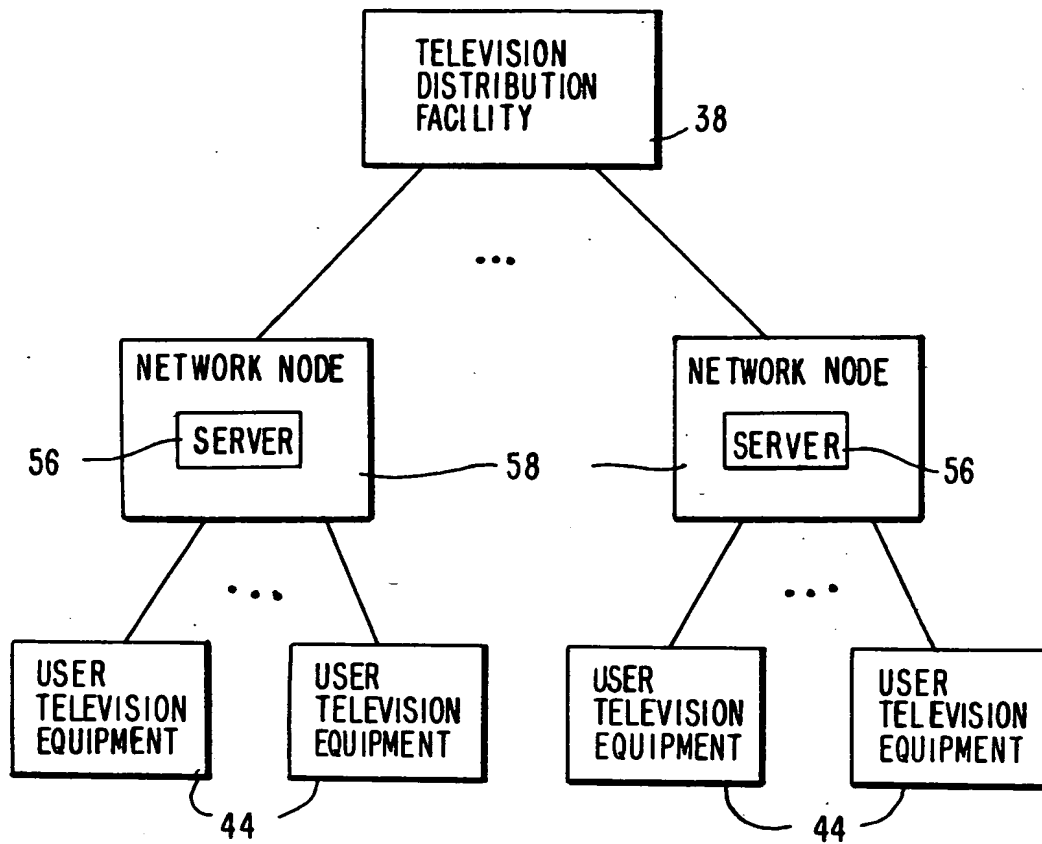 TELEVISION
DISTRIBUTION
FACILITY
38
NETWORK NODE
SERVER
56
58
NETWORK NODE
SERVER
56
USER
TELEVISION
EQUIPMENT
USER
TELEVISION
EQUIPMENT
44
USER
TELEVISION
EQUIPMENT
USER
TELEVISION
EQUIPMENT
44